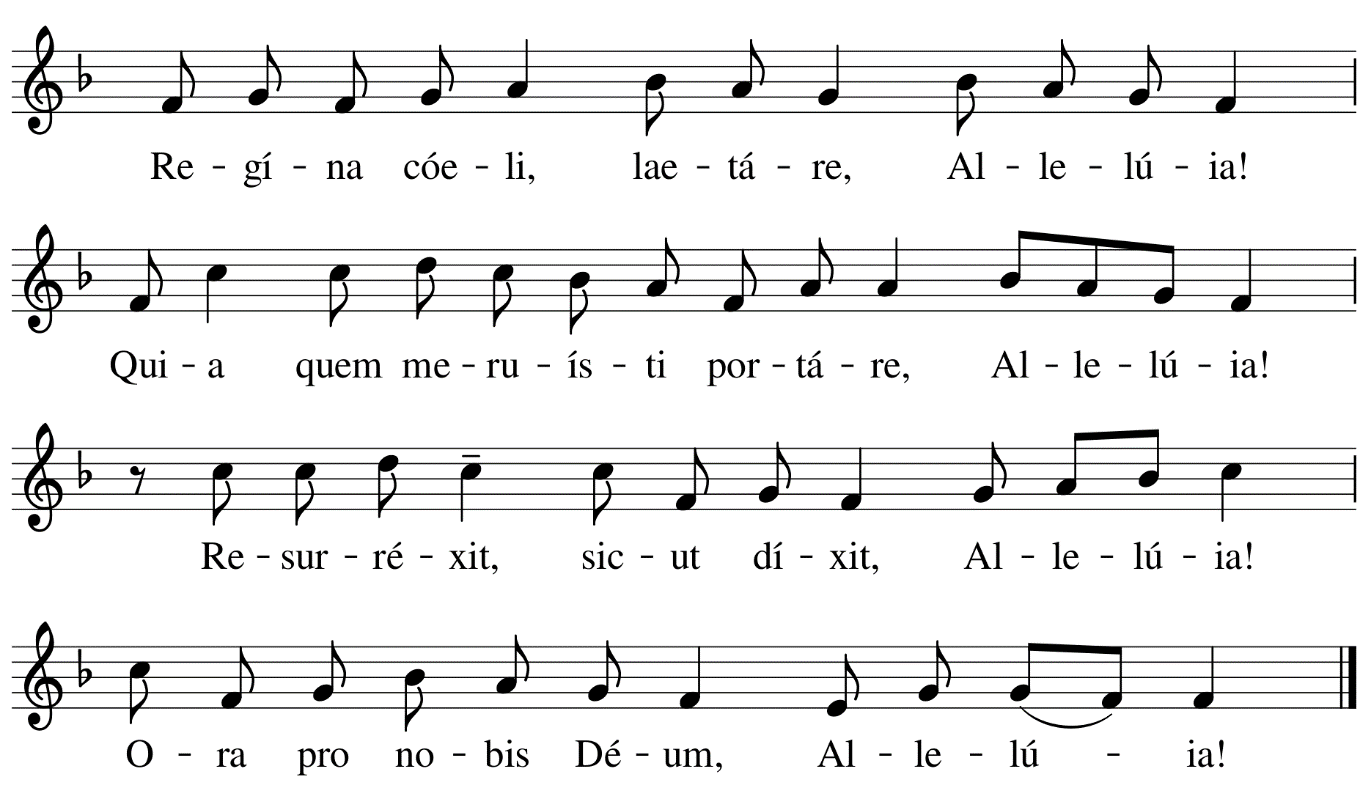 Re - gí - na cóe - li, lae - tá - re, Al - le - lú - ia!
Qui - a quem me - ru - ís - ti por - tá - re, Al - le - lú - ia!
Re - sur - ré - xit, sic - ut dí - xit, Al - le - lú - ia!
O - ra pro no - bis Dé - um, Al - le - lú - ia!